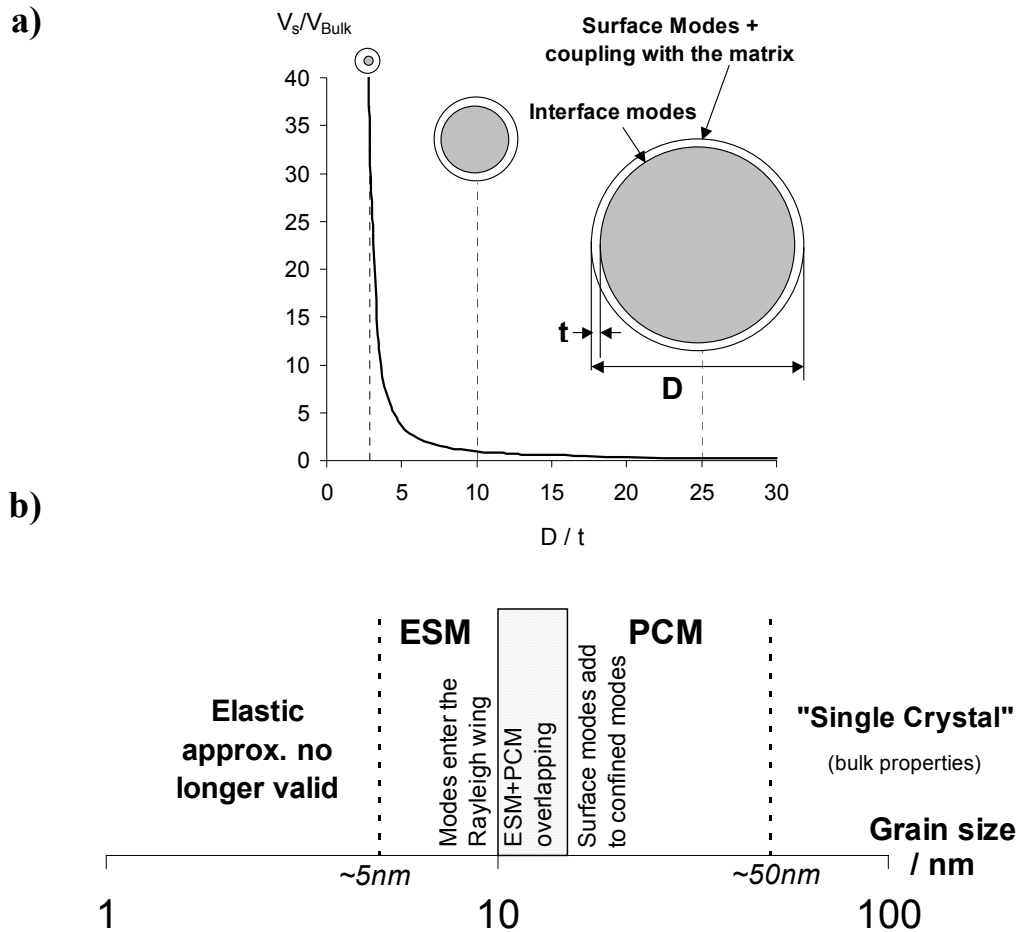 a)
V_s/V_Bulk
Surface Modes +
coupling with the matrix
Interface modes
40
35
30
25
20
15
10
5
0
t
D
0 5 10 15 20 25 30
D / t
b)
ESM
PCM
Elastic
approx. no
longer valid
Modes enter the
Rayleigh wing
ESM+PCM
overlapping
Surface modes add
to confined modes
"Single Crystal"
(bulk properties)
Grain size
/ nm
~5nm
~50nm
1 10 100